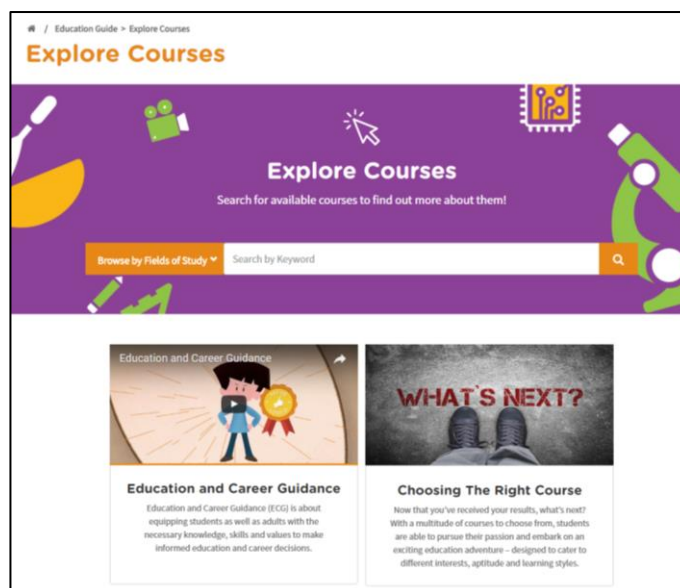 / Education Guide > Explore Courses
Explore Courses
Explore Courses
Search for available courses to find out more about them!
Browse by Fields of Study
Search by Keyword
Education and Career Guidance
WHAT'S NEXT?
Education and Career Guidance
Education and Career Guidance (ECG) is about
equipping students as well as adults with the
necessary knowledge, skills and values to make
informed education and career decisions.
Choosing The Right Course
Now that you've received your results, what's next?
With a multitude of courses to choose from, students
are able to pursue their passion and embark on an
exciting education adventure – designed to cater to
different interests, aptitude and learning styles.